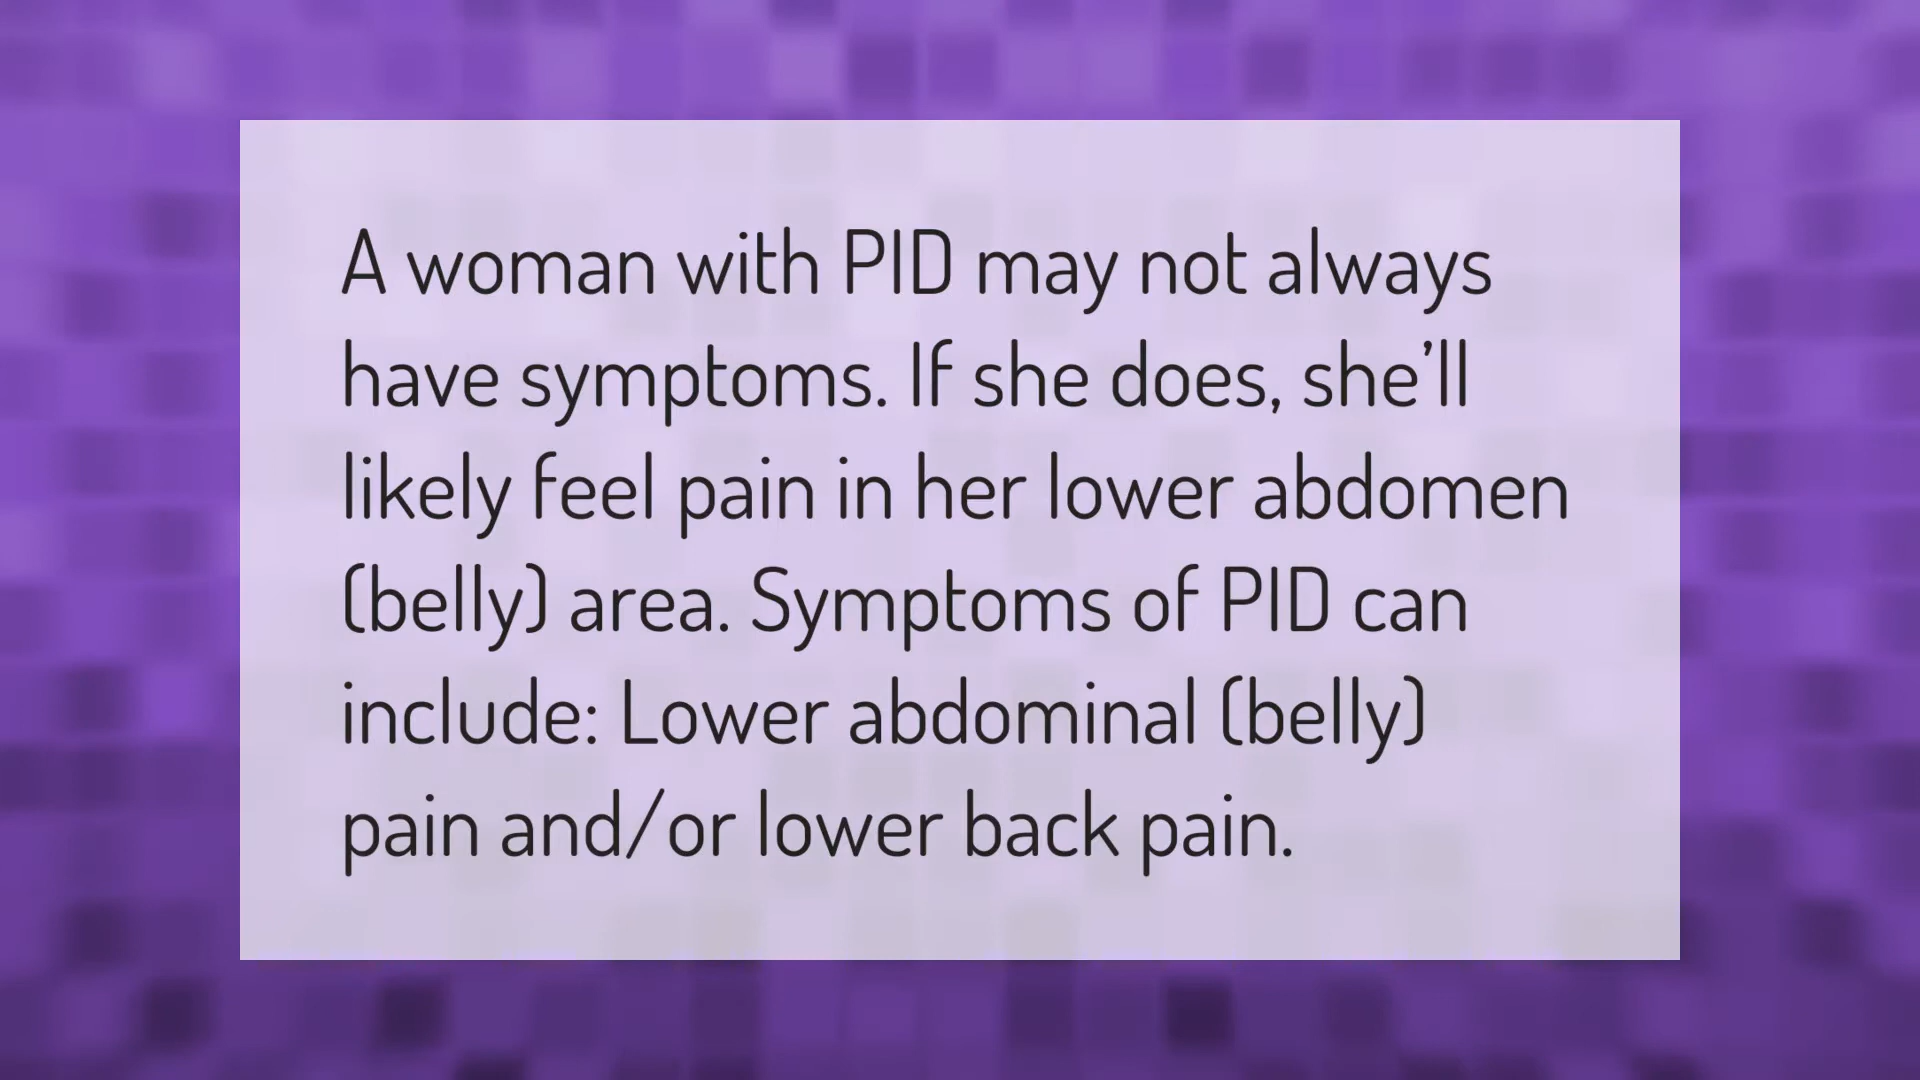 A woman with PID may not always
have symptoms. If she does, she’ll
likely feel pain in her lower abdomen
(belly) area. Symptoms of PID can
include: Lower abdominal (belly)
pain and/or lower back pain.